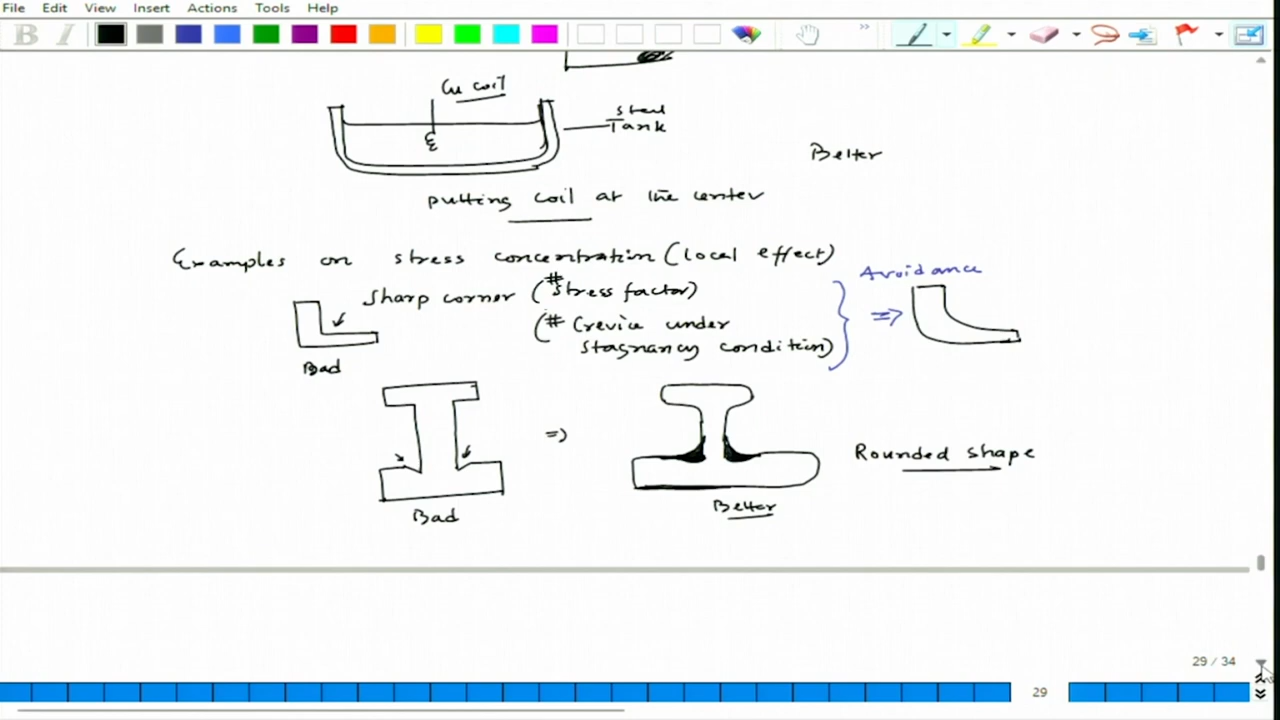 File Edit View Insert Actions Tools Help
B I
Cu coil
Steel
Tank
Better
putting coil at the center
Examples on stress concentration (local effect)
Avoidance
Sharp corner (# stress factor)
(# Crevice under
stagnancy condition)
=>
Bad
=>
Rounded shape
Better
Bad
29 / 34
29